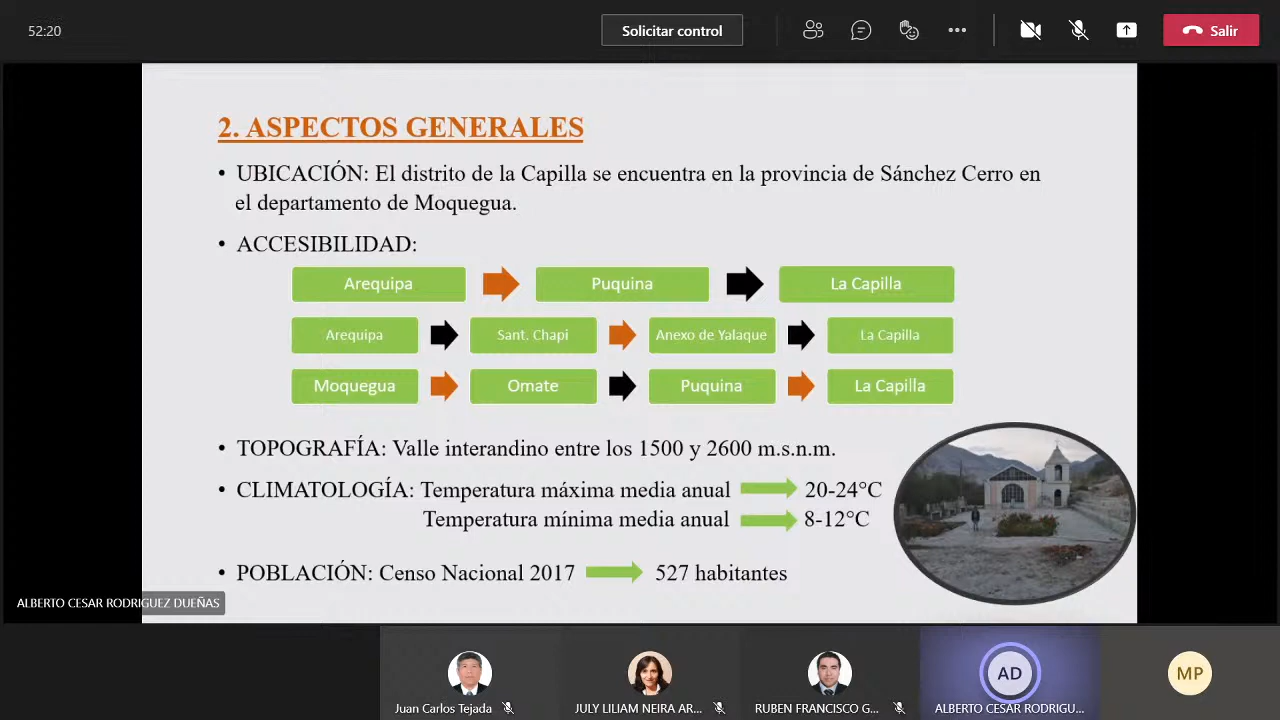 52:20
Solicitar control
Salir
2. ASPECTOS GENERALES
• UBICACIÓN: El distrito de la Capilla se encuentra en la provincia de Sánchez Cerro en
el departamento de Moquegua.
• ACCESIBILIDAD:
Arequipa Puquina La Capilla
Arequipa Sant. Chapi Anexo de Yalaque La Capilla
Moquegua Omate Puquina La Capilla
• TOPOGRAFÍA: Valle interandino entre los 1500 y 2600 m.s.n.m.
• CLIMATOLOGÍA: Temperatura máxima media anual 20-24°C
Temperatura mínima media anual 8-12°C
• POBLACIÓN: Censo Nacional 2017 527 habitantes
ALBERTO CESAR RODRIGUEZ DUEÑAS
AD
MP
Juan Carlos Tejada
JULY LILIAM NEIRA AR...
RUBEN FRANCISCO G...
ALBERTO CESAR RODRIGU...